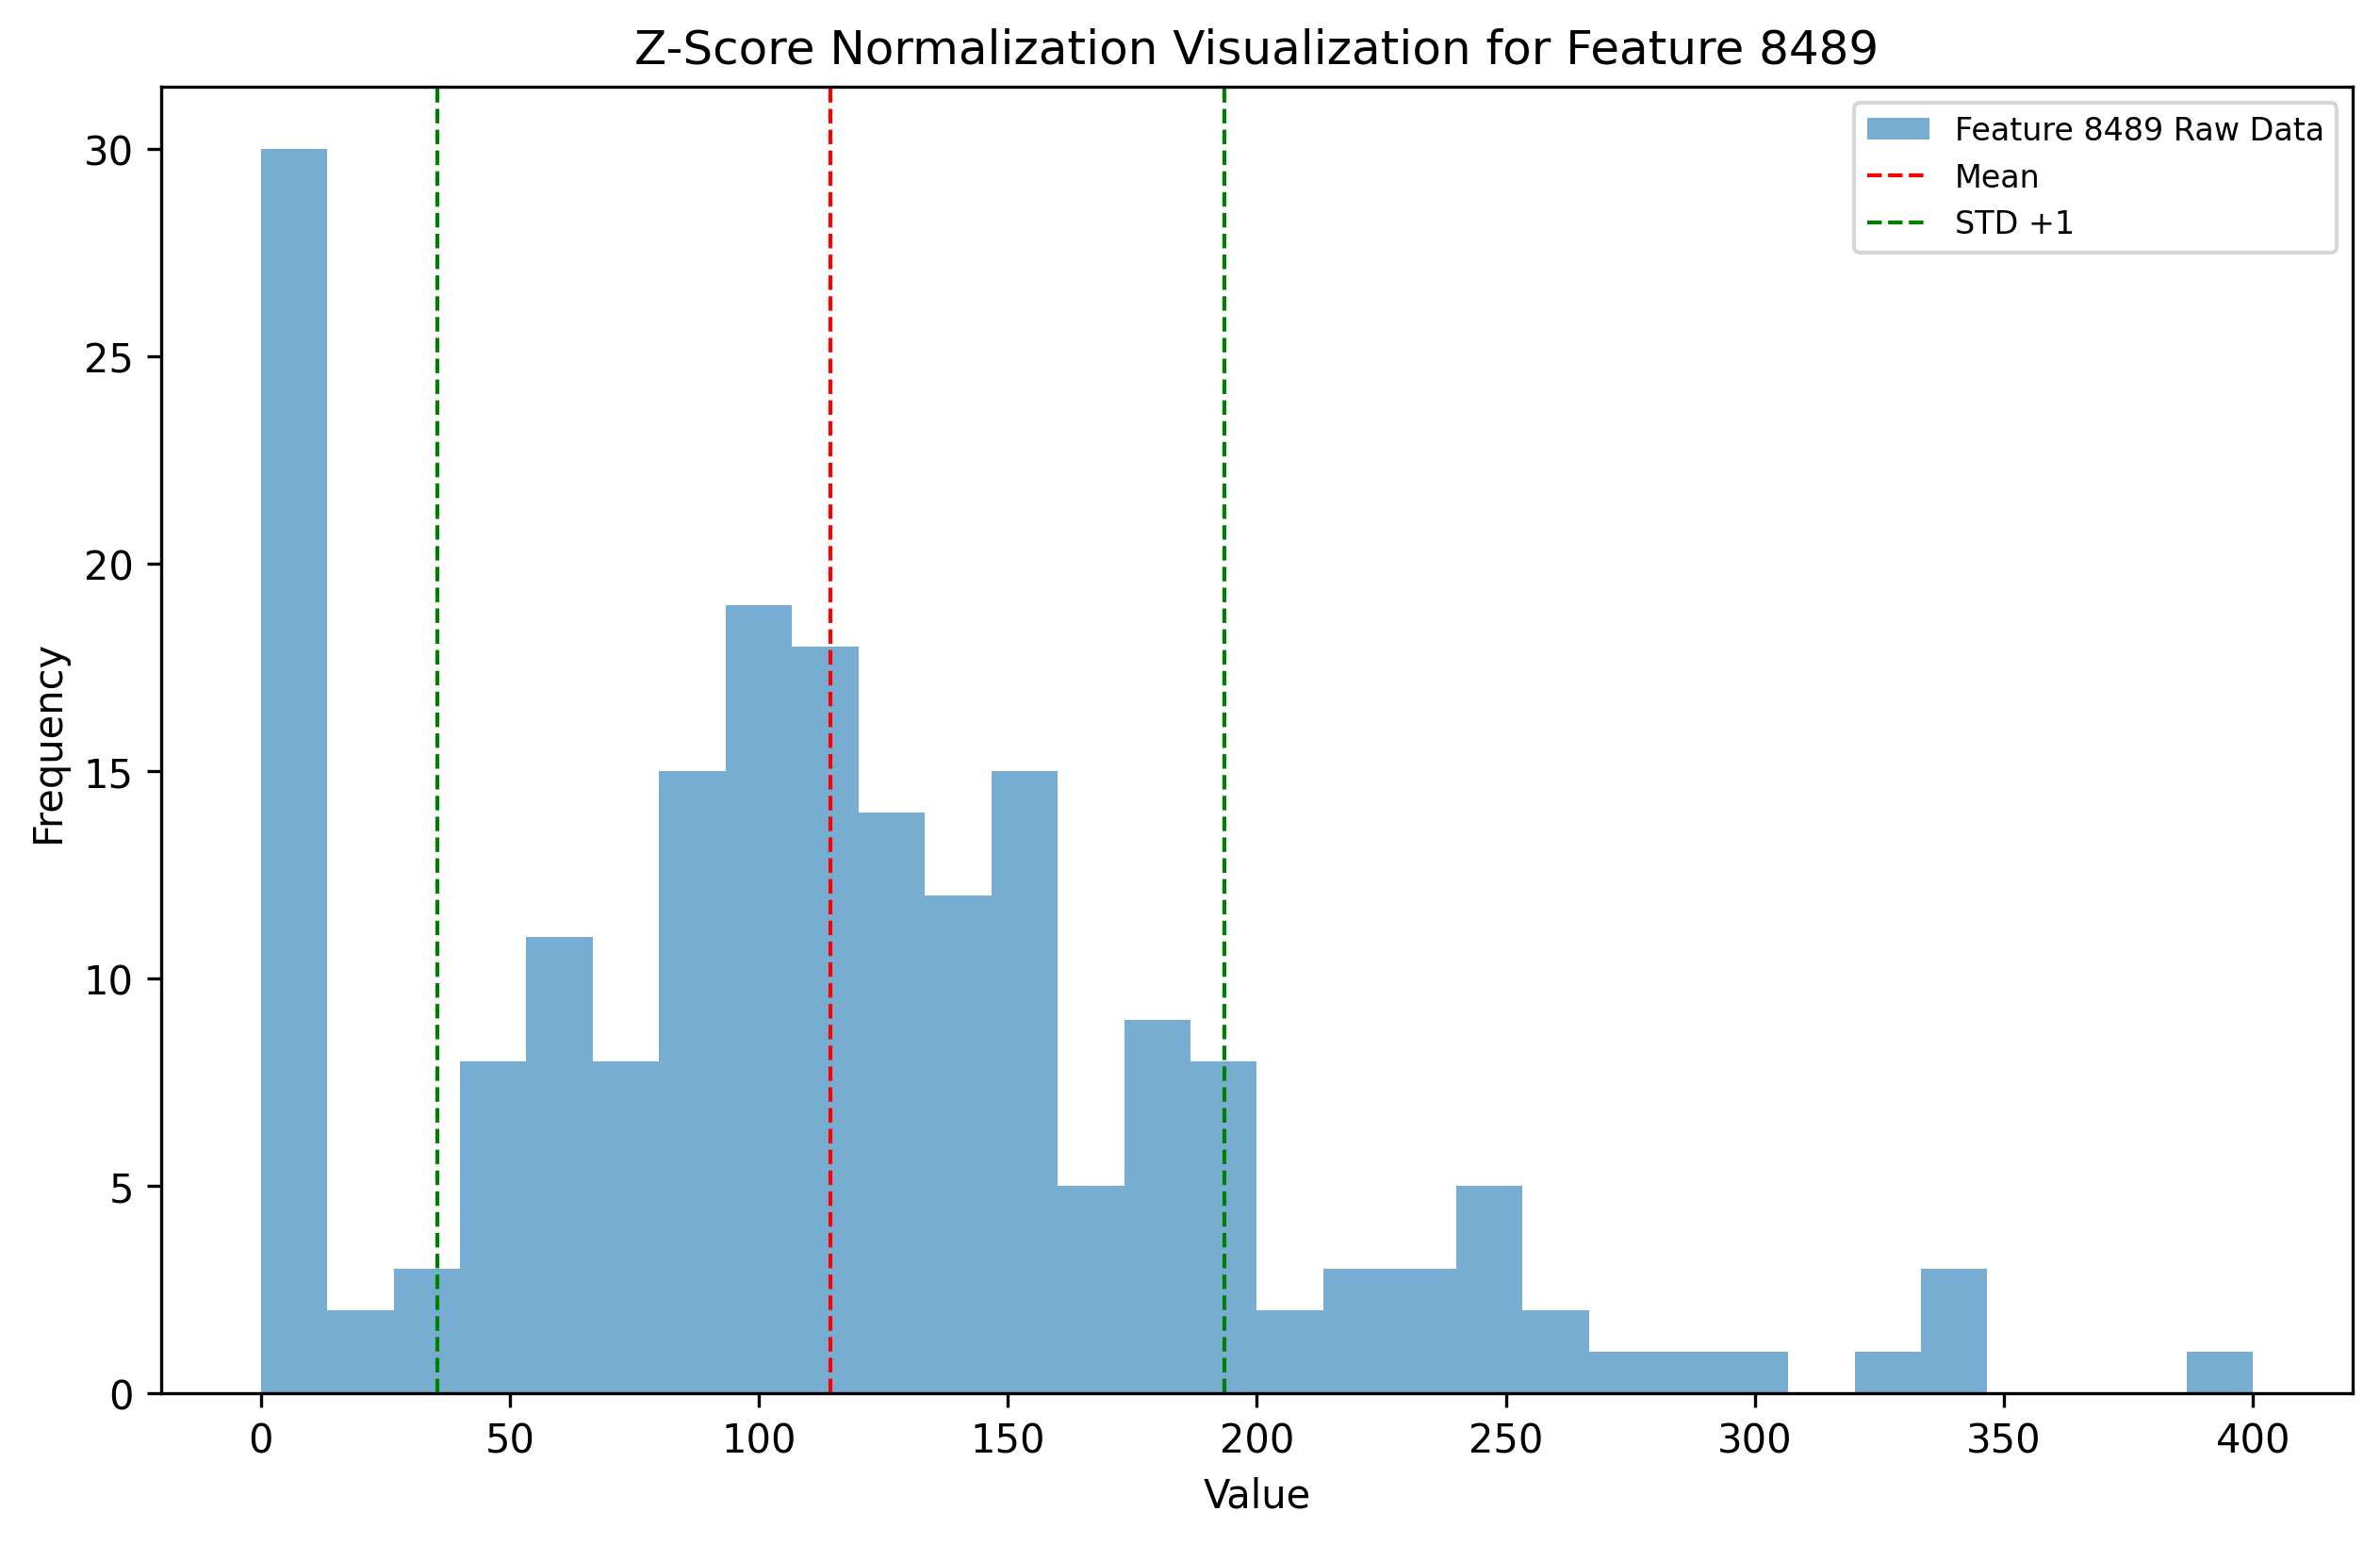 Z-Score Normalization Visualization for Feature 8489
Feature 8489 Raw Data
Mean
STD +1
30
25
20
15
10
5
0
Frequency
0 50 100 150 200 250 300 350 400
Value